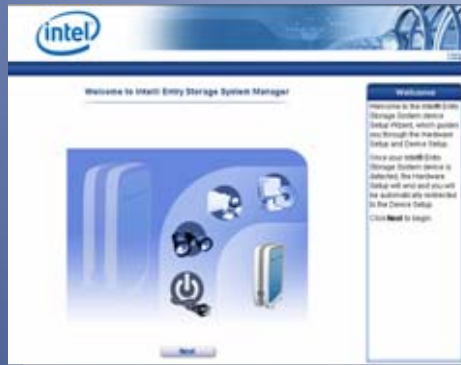 intel
Welcome to Intel® Entry Storage System Manager
Welcome
Welcome to the Intel® Entry
Storage System device
Setup Wizard, which guides
you through the Hardware
Setup and Device Setup.
Once your Intel® Entry
Storage System device is
detected, the Hardware
Setup will end and you will
be automatically redirected
to the Device Setup.
Click Next to begin.
Next